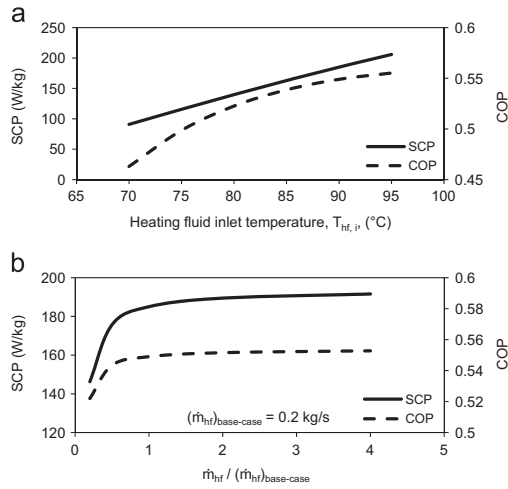 a
250
200
150
100
50
0
SCP (W/kg)
0.6
0.55
0.5
0.45
COP
SCP
COP
65 70 75 80 85 90 95 100
Heating fluid inlet temperature, T_hf, i, (°C)
b
200
180
160
140
120
SCP (W/kg)
0.6
0.58
0.56
0.54
0.52
0.5
COP
SCP
COP
(ṁ_hf)_base-case = 0.2 kg/s
0 1 2 3 4 5
ṁ_hf / (ṁ_hf)_base-case